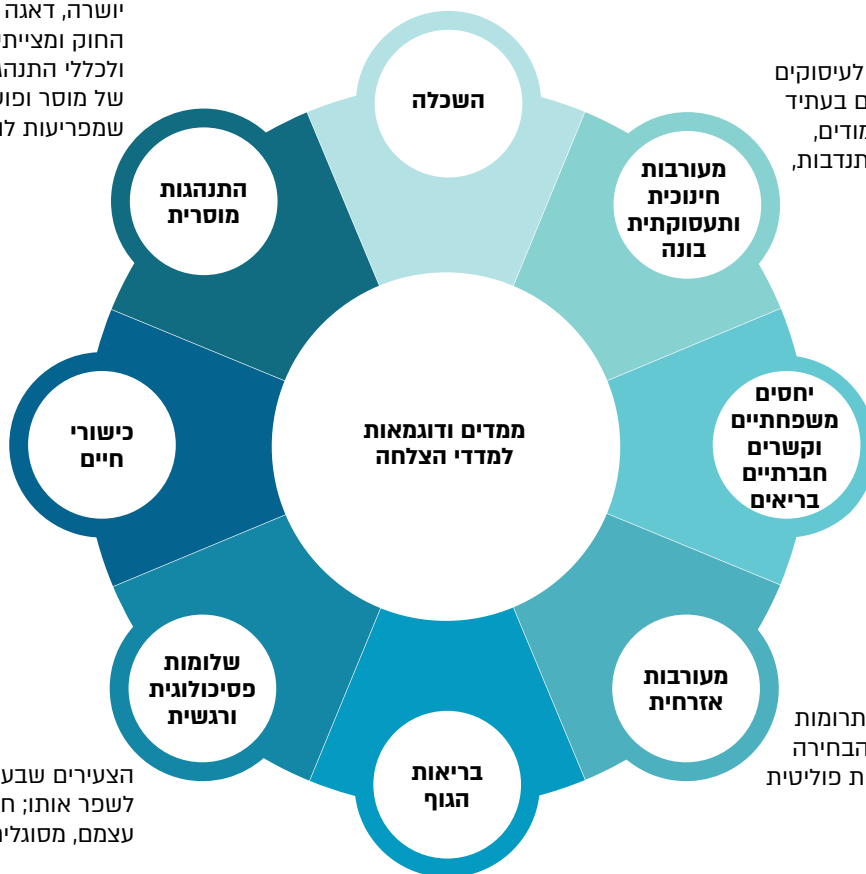 יושרה, דאגה
החוק ומציית
ולכללי התנהג
של מוסר ופוע
שמפריעות לו
השכלה
לעיסוקים
ם בעתיד
מודים,
תנדבות,
מעורבות
חינוכית
ותעסוקתית
בונה
התנהגות
מוסרית
יחסים
משפחתיים
וקשרים
חברתיים
בריאים
ממדים ודוגמאות
למדדי הצלחה
כישורי
חיים
מעורבות
אזרחית
שלומות
פסיכולוגית
ורגשית
תרומות
הבחירה
ת פוליטית
בריאות
הגוף
הצעירים שבע
לשפר אותו; ח
עצמם, מסוגלי